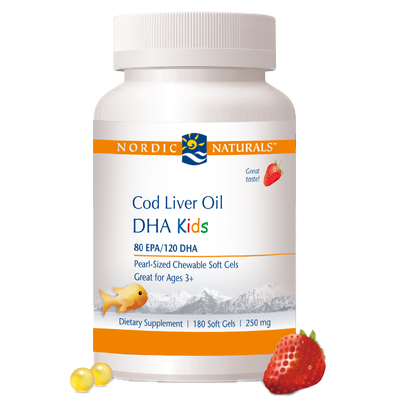 NORDIC NATURALS™
Great
taste!
Cod Liver Oil
DHA Kids
80 EPA/120 DHA
Pearl-Sized Chewable Soft Gels
Great for Ages 3+
Dietary Supplement | 180 Soft Gels | 250 mg